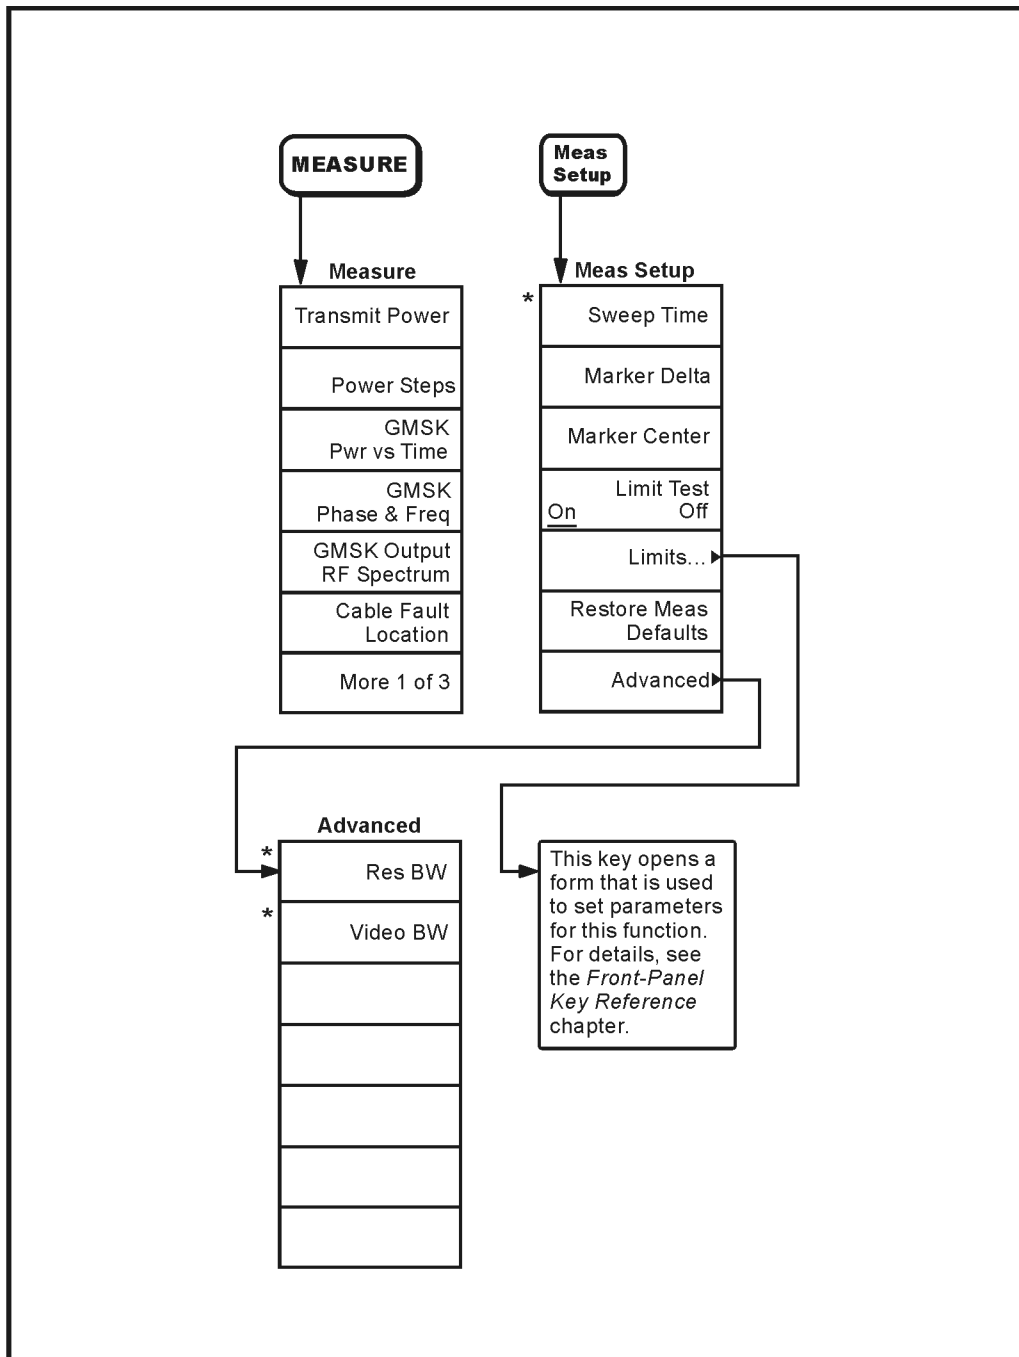 MEASURE
Meas
Setup
Measure
Transmit Power
Power Steps
GMSK
Pwr vs Time
GMSK
Phase & Freq
GMSK Output
RF Spectrum
Cable Fault
Location
More 1 of 3
Meas Setup
*
Sweep Time
Marker Delta
Marker Center
Limit Test
On Off
Limits...
Restore Meas
Defaults
Advanced
Advanced
*
Res BW
*
Video BW
This key opens a
form that is used
to set parameters
for this function.
For details, see
the Front-Panel
Key Reference
chapter.